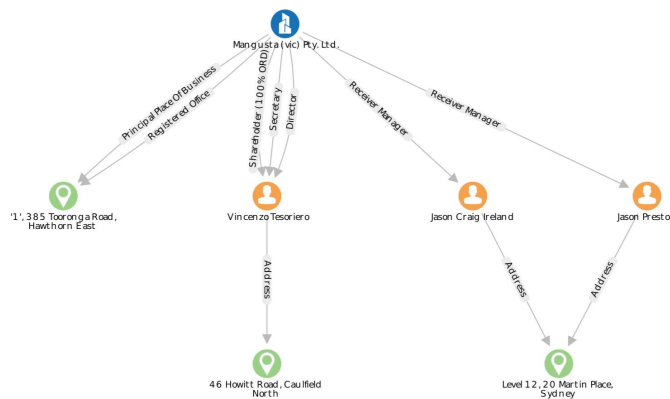 Mangusta (vic) Pty. Ltd.
Principal Place Of Business
Registered Office
Shareholder (100% ORD)
Secretary
Director
Receiver Manager
Receiver Manager
'1', 385 Tooronga Road,
Hawthorn East
Vincenzo Tesoriero
Jason Craig Ireland
Jason Preston
Address
Address
Address
46 Howitt Road, Caulfield
North
Level 12, 20 Martin Place,
Sydney